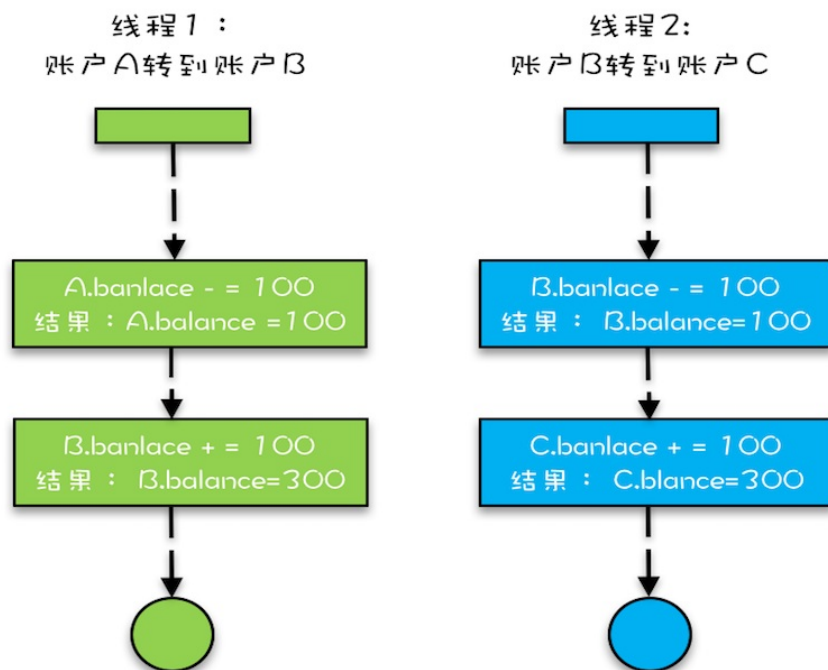 线程1：
账户A转到账户B
A.banlace - = 100
结果：A.balance =100
B.banlace + = 100
结果： B.balance=300
线程2:
账户B转到账户C
B.banlace - = 100
结果： B.balance=100
C.banlace + = 100
结果： C.blance=300